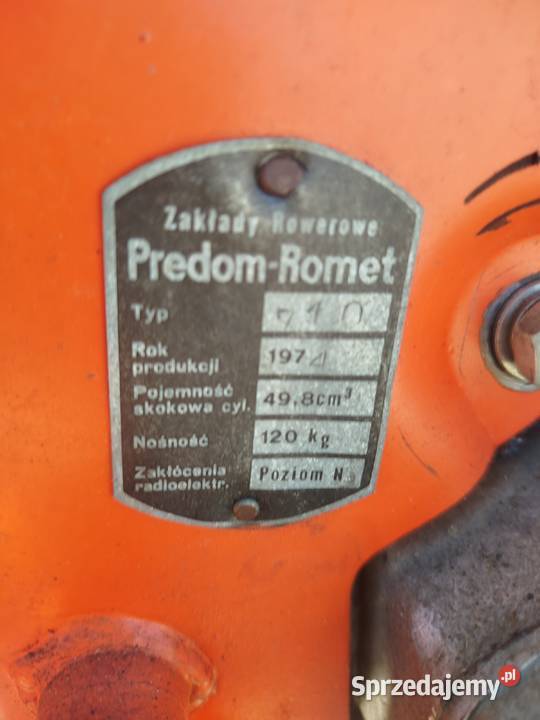 Zakłady Rowerowe
Predom-Romet
Typ 710
Rok produkcji 1974
Pojemność skokowa cyl. 49,8cm³
Nośność 120 kg
Zakłócenia radioelektr. Poziom N
Sprzedajemy.pl